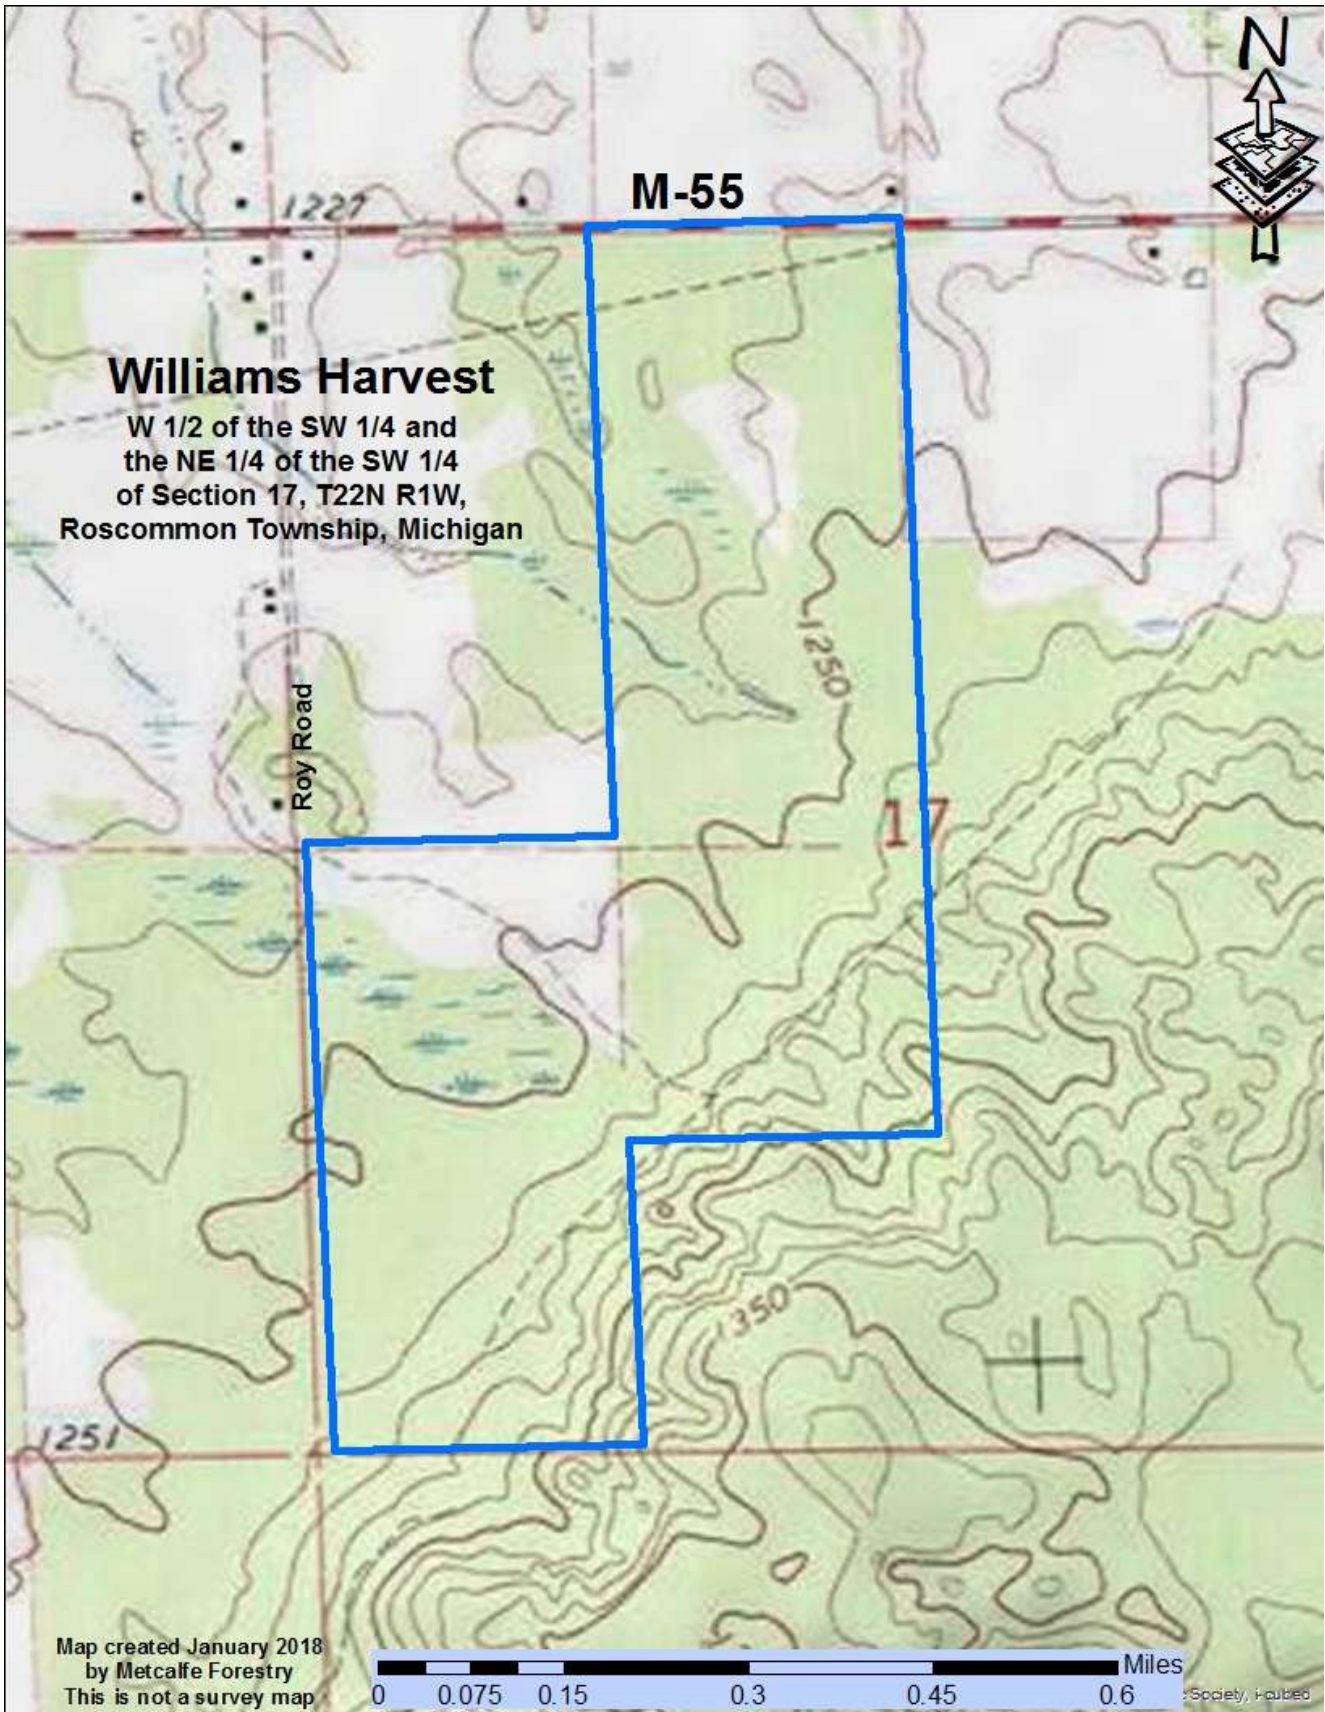 N
M-55
1227
Williams Harvest
W 1/2 of the SW 1/4 and
the NE 1/4 of the SW 1/4
of Section 17, T22N R1W,
Roscommon Township, Michigan
1250
Roy Road
17
1350
1251
Map created January 2018
by Metcalfe Forestry
This is not a survey map
Miles
0 0.075 0.15 0.3 0.45 0.6
Society, i-cubed